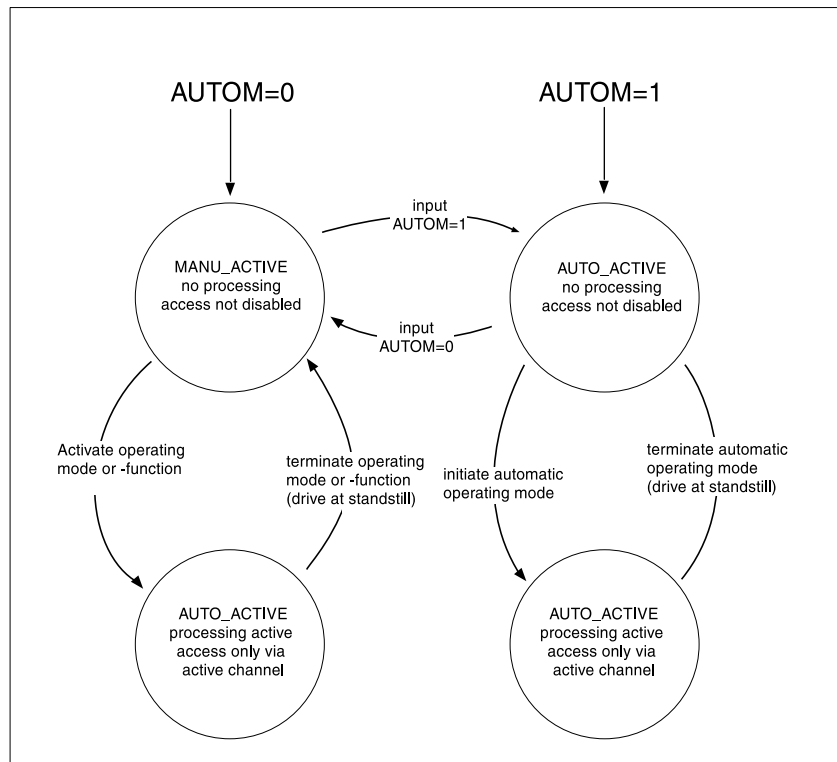 AUTOM=0
AUTOM=1
input
AUTOM=1
MANU_ACTIVE
no processing
access not disabled
AUTO_ACTIVE
no processing
access not disabled
input
AUTOM=0
Activate operating
mode or -function
terminate operating
mode or -function
(drive at standstill)
initiate automatic
operating mode
terminate automatic
operating mode
(drive at standstill)
AUTO_ACTIVE
processing active
access only via
active channel
AUTO_ACTIVE
processing active
access only via
active channel